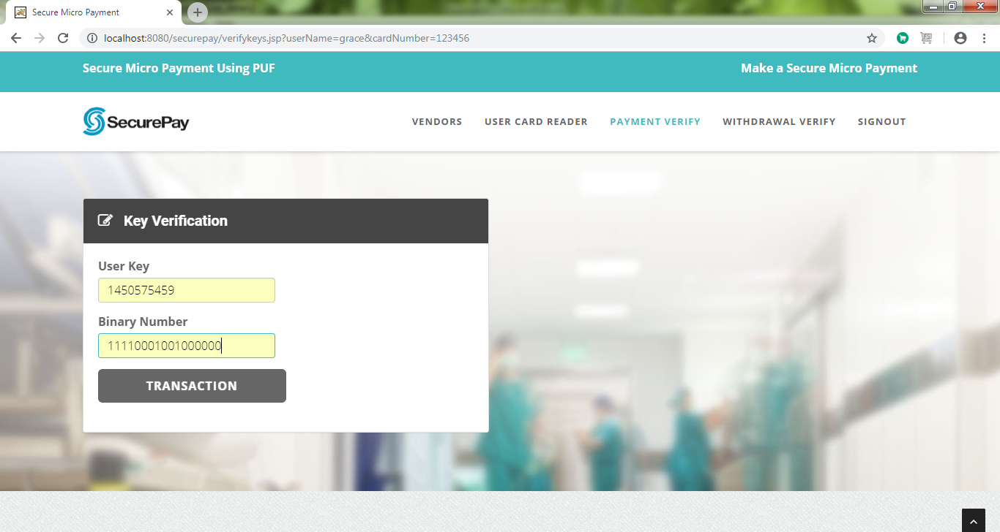 Secure Micro Payment
localhost:8080/securepay/verifykeys.jsp?userName=grace&cardNumber=123456
Secure Micro Payment Using PUF
Make a Secure Micro Payment
SecurePay
VENDORS
USER CARD READER
PAYMENT VERIFY
WITHDRAWAL VERIFY
SIGNOUT
Key Verification
User Key
1450575459
Binary Number
11110001001000000
TRANSACTION